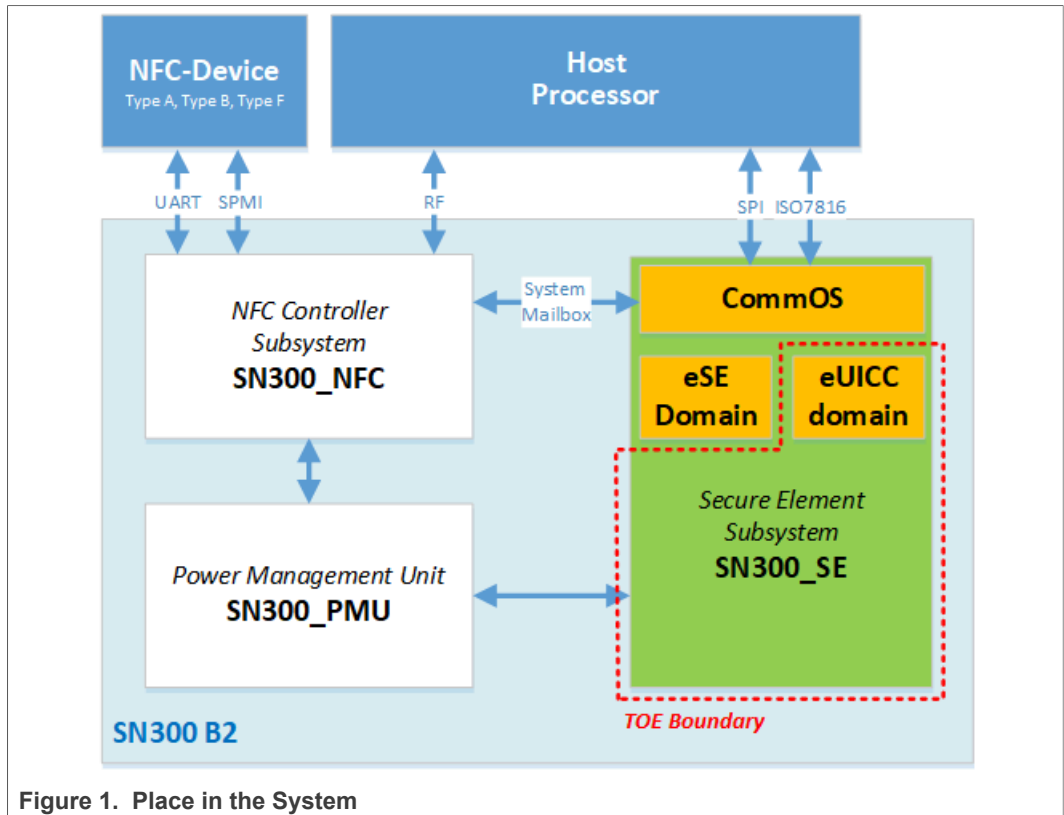 NFC-Device
Type A, Type B, Type F
Host
Processor
UART
SPMI
RF
SPI
ISO7816
NFC Controller
Subsystem
SN300_NFC
System
Mailbox
CommOS
eSE
Domain
eUICC
domain
Secure Element
Subsystem
SN300_SE
Power Management Unit
SN300_PMU
TOE Boundary
SN300 B2
Figure 1. Place in the System